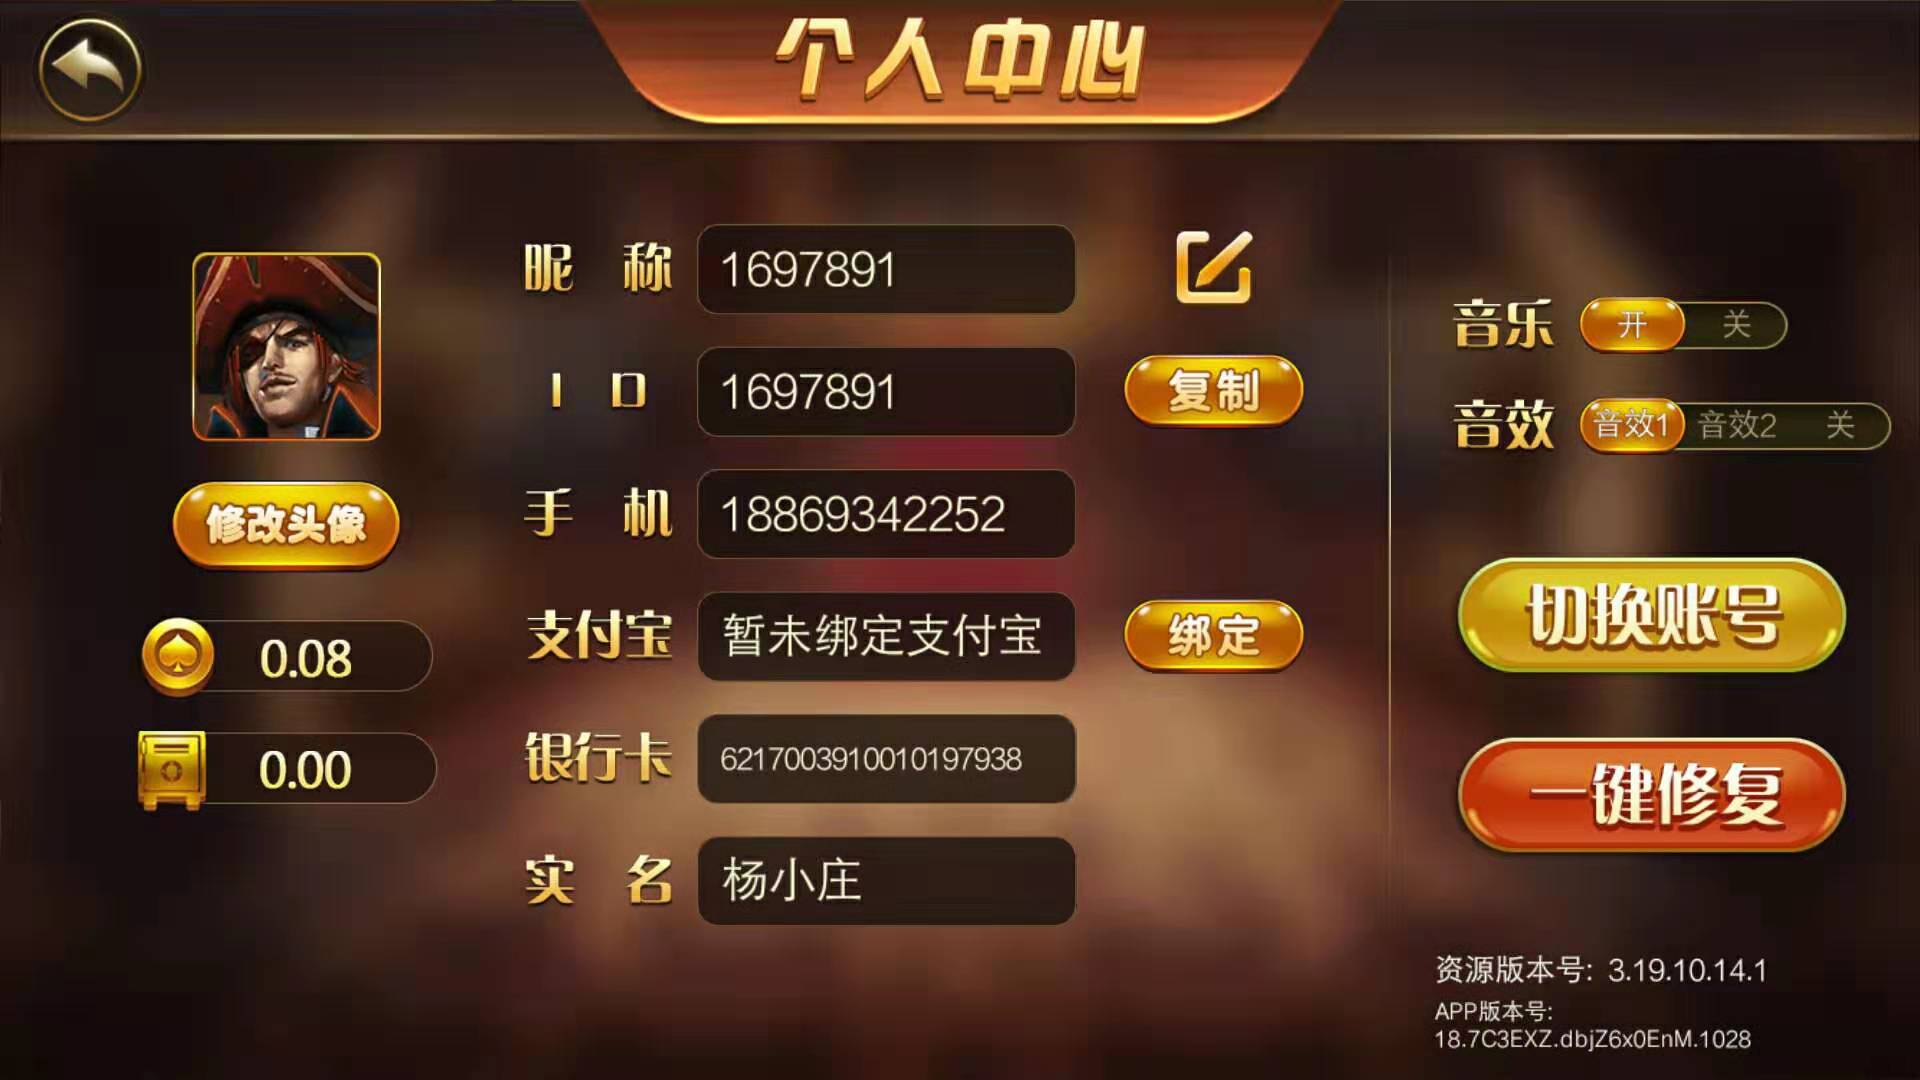 个人中心
昵称 1697891
ID 1697891 复制
手机 18869342252
支付宝 暂未绑定支付宝 绑定
银行卡 6217003910010197938
实名 杨小庄
修改头像
0.08
0.00
音乐 开 关
音效 音效1 音效2 关
切换账号
一键修复
资源版本号: 3.19.10.14.1
APP版本号:
18.7C3EXZ.dbjZ6x0EnM.1028